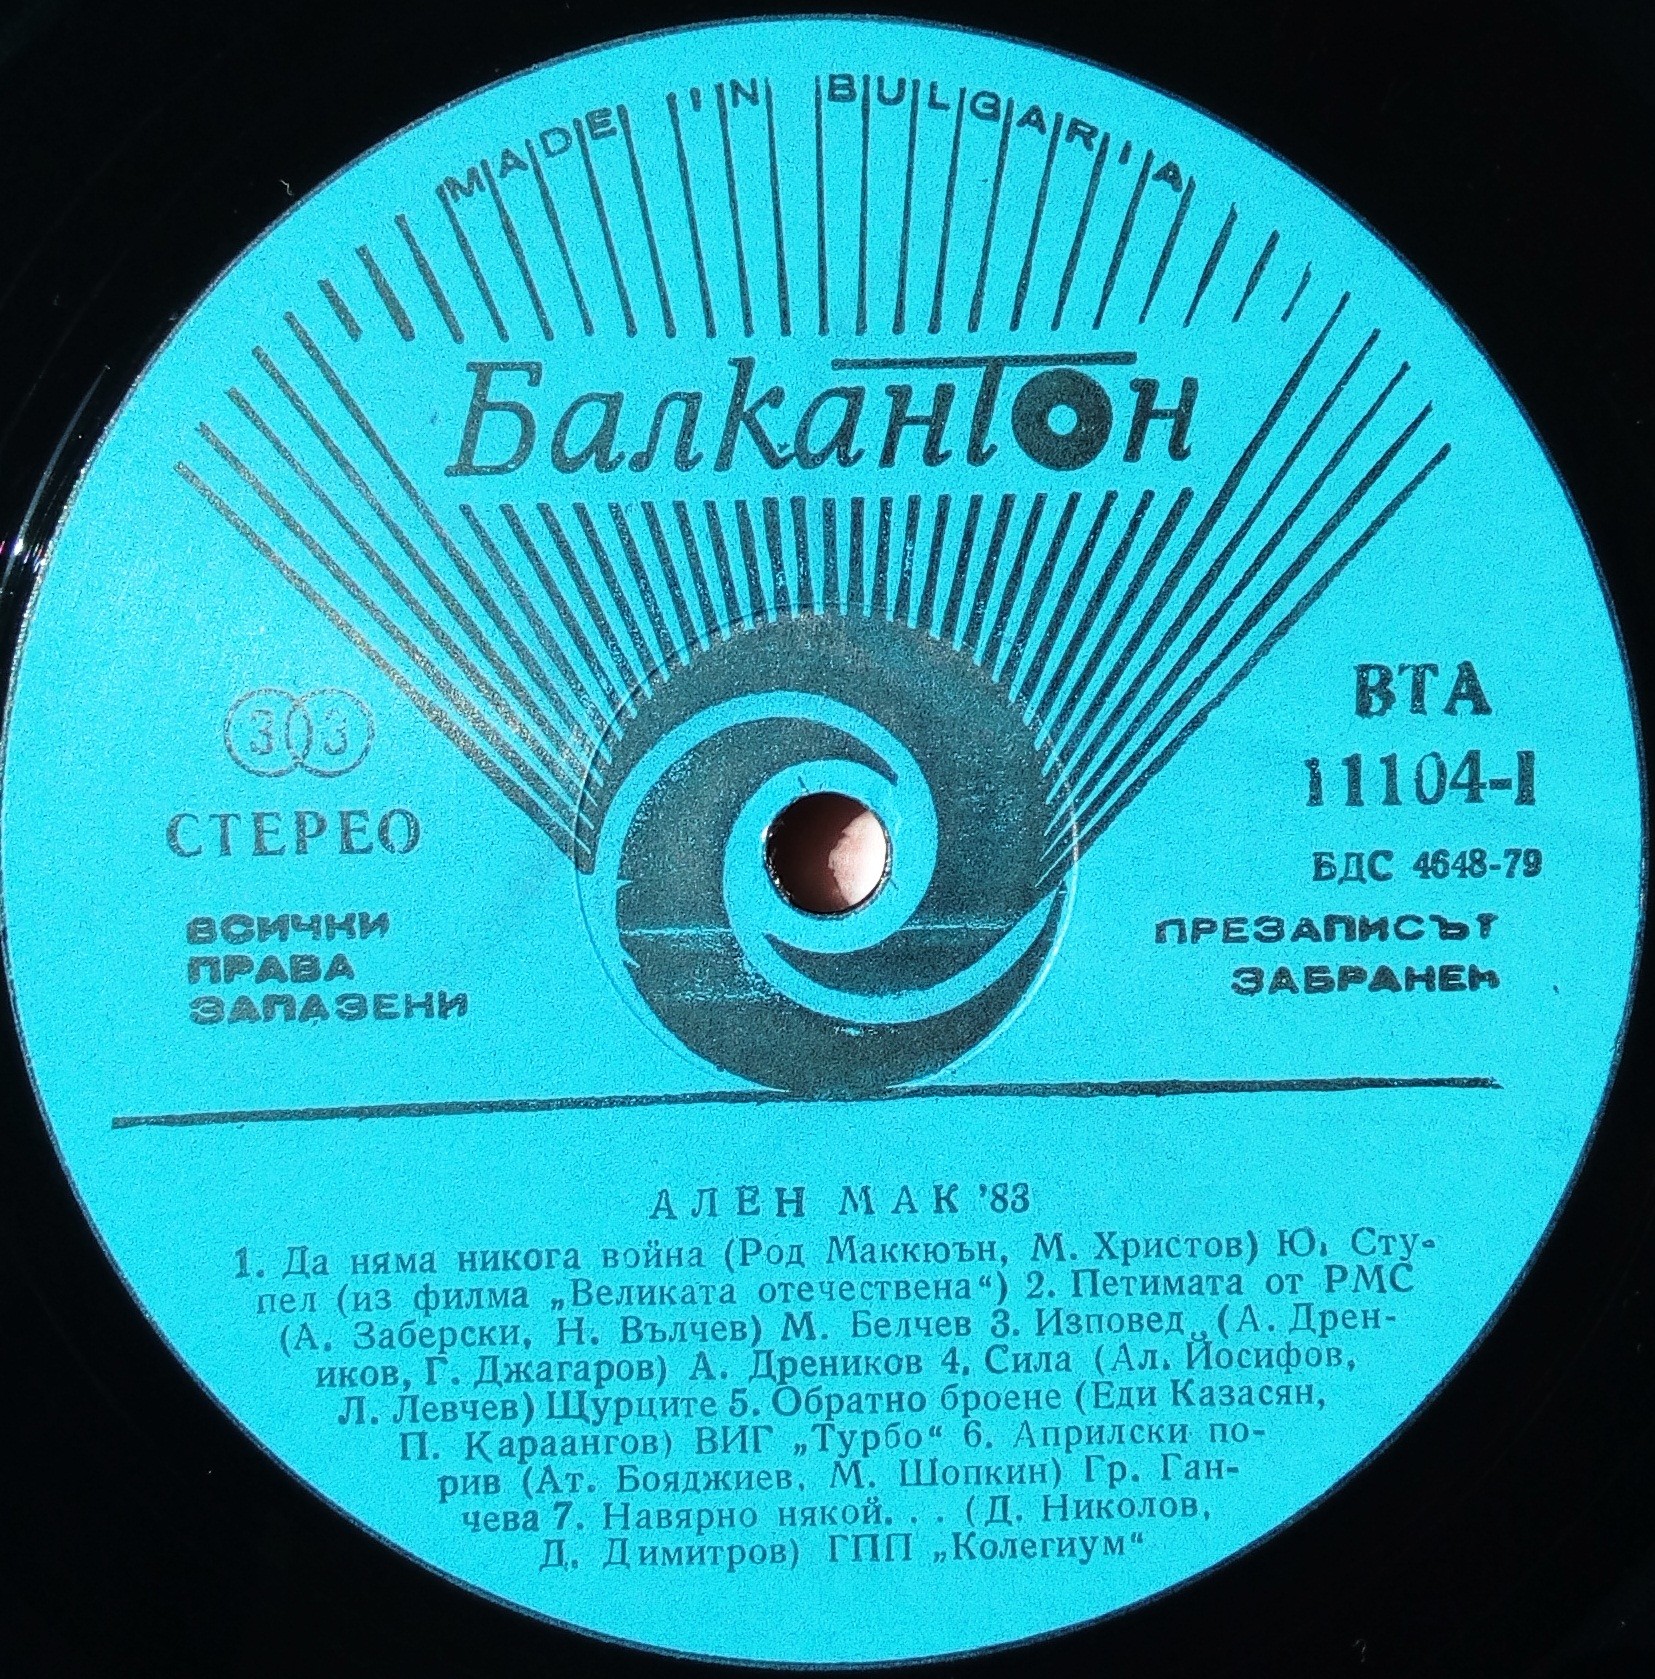 MADE IN BULGARIA
Балкантон
33
СТЕРЕО
ВСИЧКИ
ПРАВА
ЗАПАЗЕНИ
ВТА
11104-I
БДС 4648-79
ПРЕЗАПИСЪТ
ЗАБРАНЕН
АЛЕН МАК '83
1. Да няма никога война (Род Маккюън, М. Христов) Ю. Сту-
пел (из филма „Великата отечествена“) 2. Петимата от РМС
(А. Заберски, Н. Вълчев) М. Белчев 3. Изповед (А. Дрен-
иков, Г. Джагаров) А. Дреников 4. Сила (Ал. Йосифов,
Л. Левчев) Щурците 5. Обратно броене (Еди Казасян,
П. Караангов) ВИГ „Турбо“ 6. Априлски по-
рив (Ат. Бояджиев, М. Шопкин) Гр. Ган-
чева 7. Навярно някой. . . (Д. Николов,
Д. Димитров) ГПП „Колегиум“